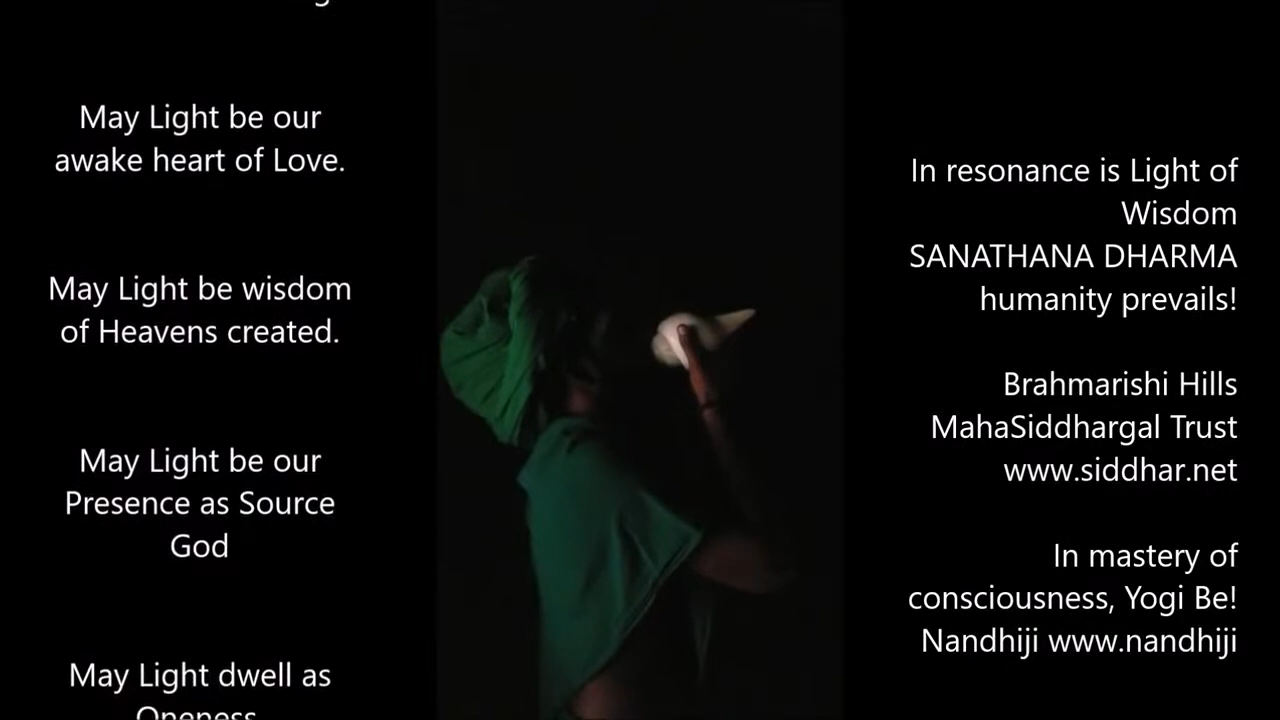 May Light be our
awake heart of Love.
May Light be wisdom
of Heavens created.
May Light be our
Presence as Source
God
May Light dwell as
Oneness
In resonance is Light of
Wisdom
SANATHANA DHARMA
humanity prevails!
Brahmarishi Hills
MahaSiddhargal Trust
www.siddhar.net
In mastery of
consciousness, Yogi Be!
Nandhiji www.nandhiji